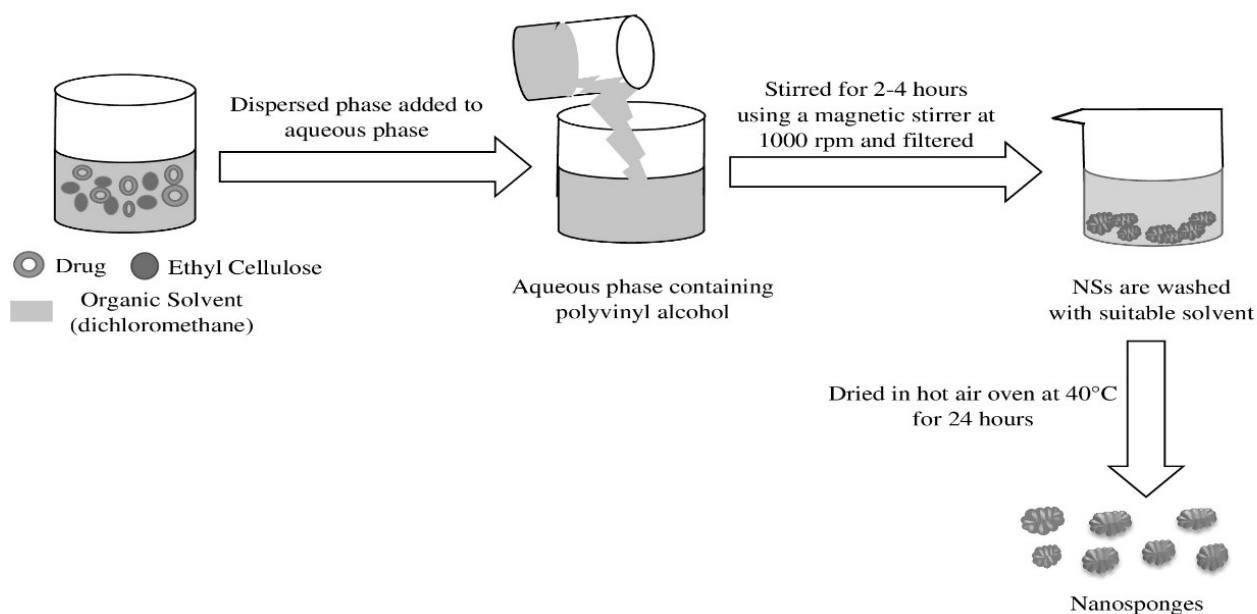 Dispersed phase added to
aqueous phase
Stirred for 2-4 hours
using a magnetic stirrer at
1000 rpm and filtered
Drug
Ethyl Cellulose
Organic Solvent
(dichloromethane)
Aqueous phase containing
polyvinyl alcohol
NSs are washed
with suitable solvent
Dried in hot air oven at 40°C
for 24 hours
Nanosponges